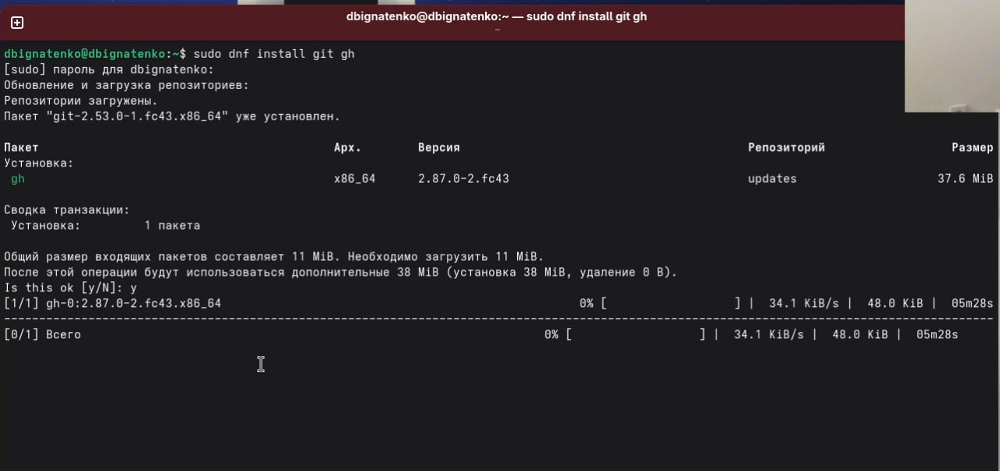 dbignatenko@dbignatenko:~ — sudo dnf install git gh
~
dbignatenko@dbignatenko:~$ sudo dnf install git gh
[sudo] пароль для dbignatenko:
Обновление и загрузка репозиториев:
Репозитории загружены.
Пакет "git-2.53.0-1.fc43.x86_64" уже установлен.
Пакет Арх. Версия Репозиторий Размер
Установка:
gh x86_64 2.87.0-2.fc43 updates 37.6 MiB
Сводка транзакции:
Установка: 1 пакета
Общий размер входящих пакетов составляет 11 MiB. Необходимо загрузить 11 MiB.
После этой операции будут использоваться дополнительные 38 MiB (установка 38 MiB, удаление 0 B).
Is this ok [y/N]: y
[1/1] gh-0:2.87.0-2.fc43.x86_64 0% [ ] | 34.1 KiB/s | 48.0 KiB | 05m28s
--------------------------------------------------------------------------------
[0/1] Всего 0% [ ] | 34.1 KiB/s | 48.0 KiB | 05m28s